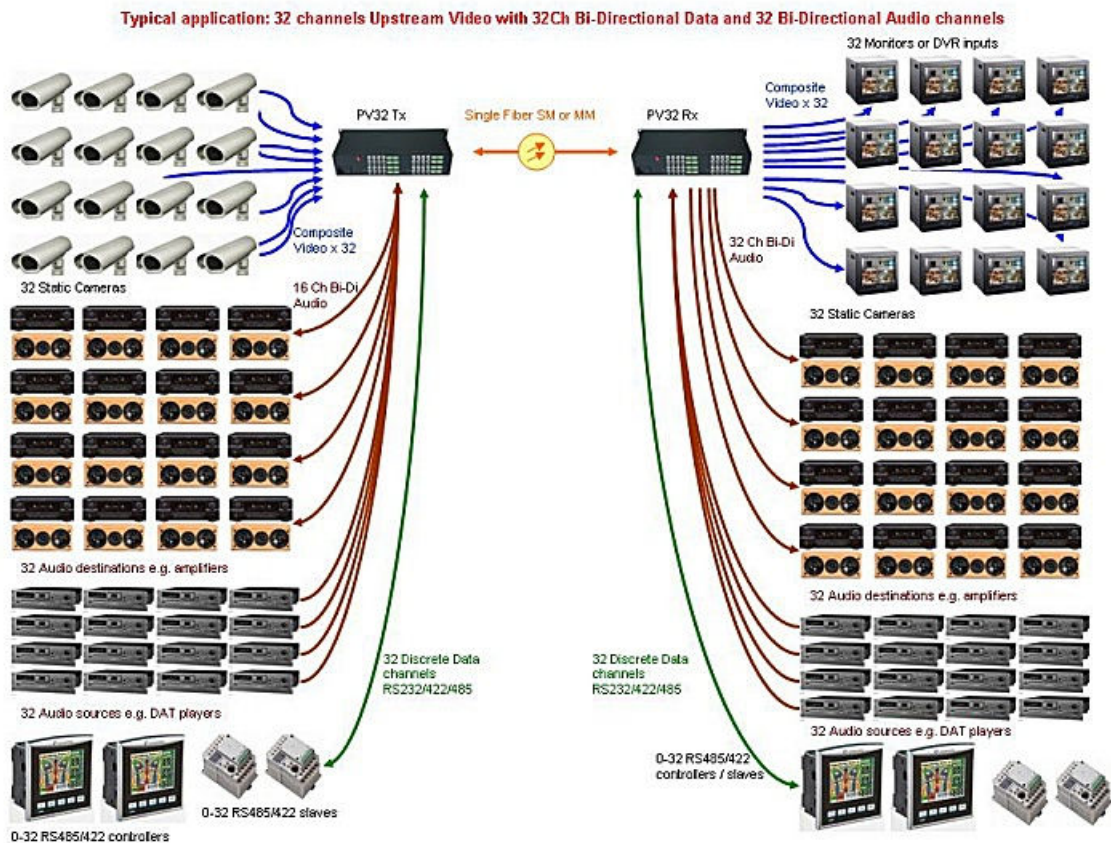 Typical application: 32 channels Upstream Video with 32Ch Bi-Directional Data and 32 Bi-Directional Audio channels
32 Monitors or DVR inputs
Composite
Video x 32
PV32 Tx
Single Fiber SM or MM
PV32 Rx
Composite
Video x 32
32 Ch Bi-Di
Audio
32 Static Cameras
16 Ch Bi-Di
Audio
32 Static Cameras
32 Audio destinations e.g. amplifiers
32 Audio destinations e.g. amplifiers
32 Discrete Data
channels
RS232/422/485
32 Discrete Data
channels
RS232/422/485
32 Audio sources e.g. DAT players
32 Audio sources e.g. DAT players
0-32 RS485/422
controllers / slaves
0-32 RS485/422 slaves
0-32 RS485/422 controllers